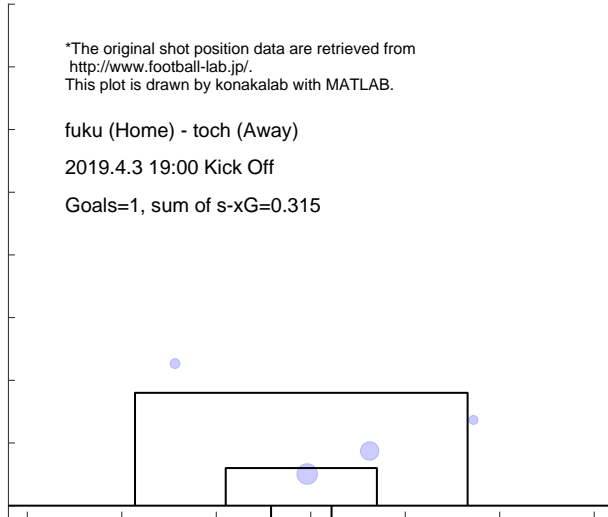 *The original shot position data are retrieved from
http://www.football-lab.jp/.
This plot is drawn by konakalab with MATLAB.
fuku (Home) - toch (Away)
2019.4.3 19:00 Kick Off
Goals=1, sum of s-xG=0.315